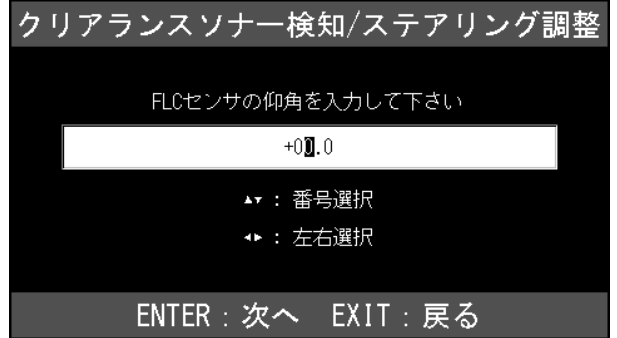 クリアランスソナー検知/ステアリング調整
FLCセンサの仰角を入力して下さい
+00.0
▲▼ : 番号選択
◀▶ : 左右選択
ENTER : 次へ EXIT : 戻る